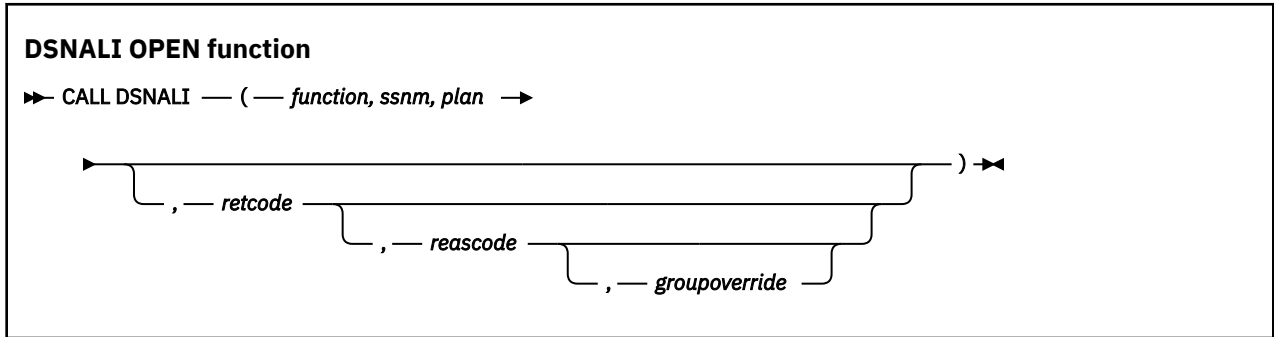 DSNALI OPEN function
CALL DSNALI ( function, ssnm, plan
)
, retcode
, reascode
, groupoverride